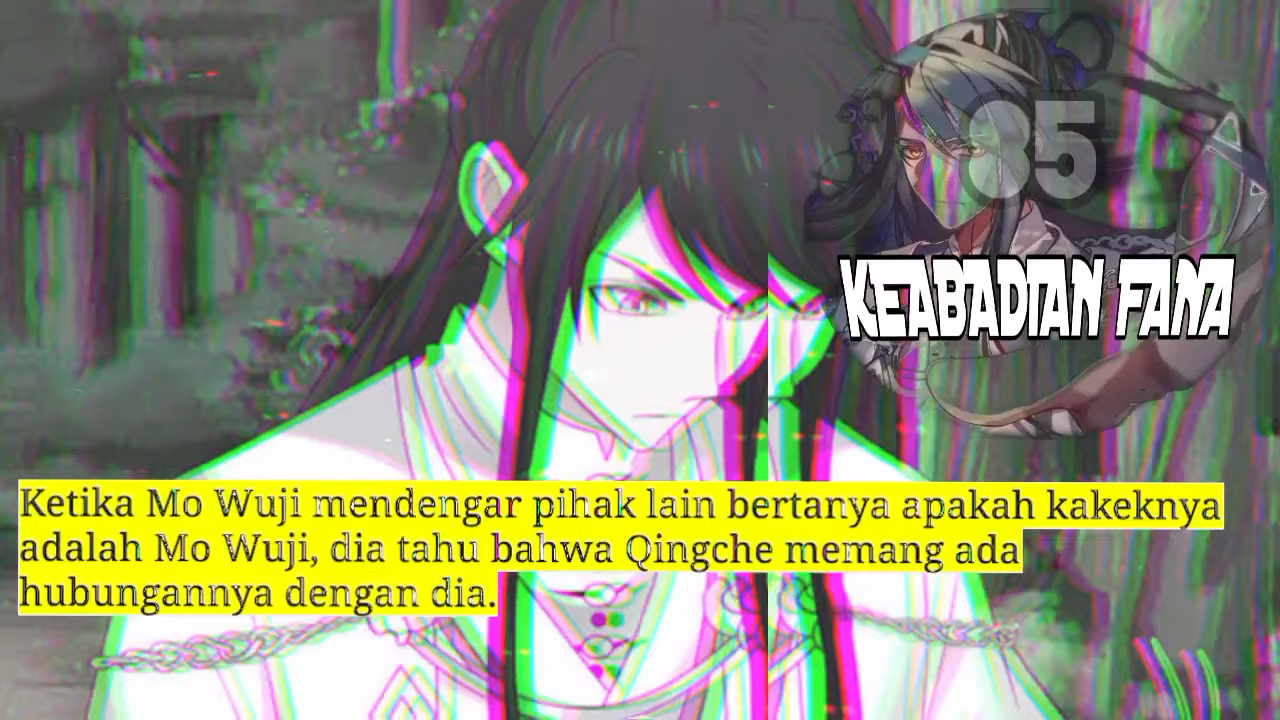 85
KEABADIAN FANA
Ketika Mo Wuji mendengar pihak lain bertanya apakah kakeknya
adalah Mo Wuji, dia tahu bahwa Qingche memang ada
hubungannya dengan dia.